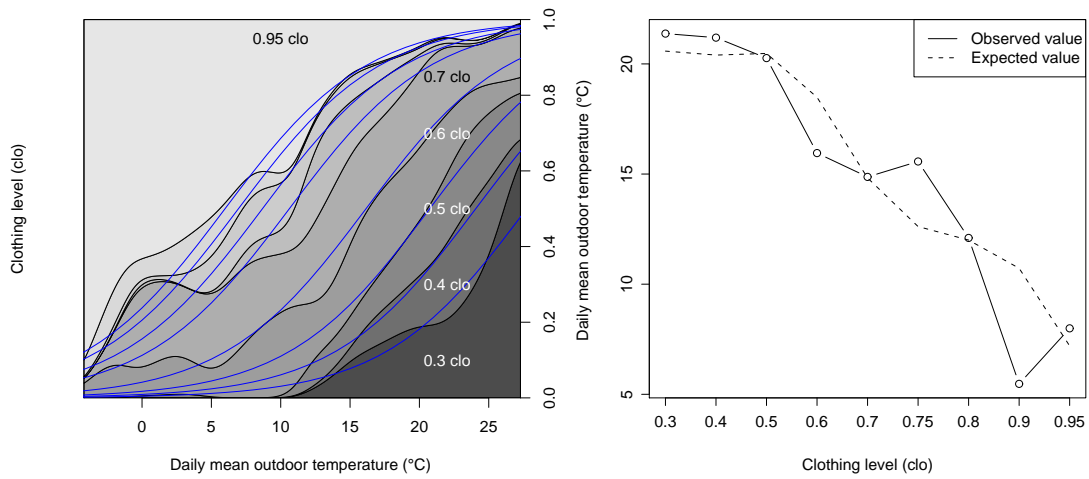 0.95 clo
0.7 clo
0.6 clo
0.5 clo
0.4 clo
0.3 clo
Clothing level (clo)
0.0 0.2 0.4 0.6 0.8 1.0
0 5 10 15 20 25
Daily mean outdoor temperature (°C)
Observed value
Expected value
Daily mean outdoor temperature (°C)
5 10 15 20
0.3 0.4 0.5 0.6 0.7 0.75 0.8 0.9 0.95
Clothing level (clo)